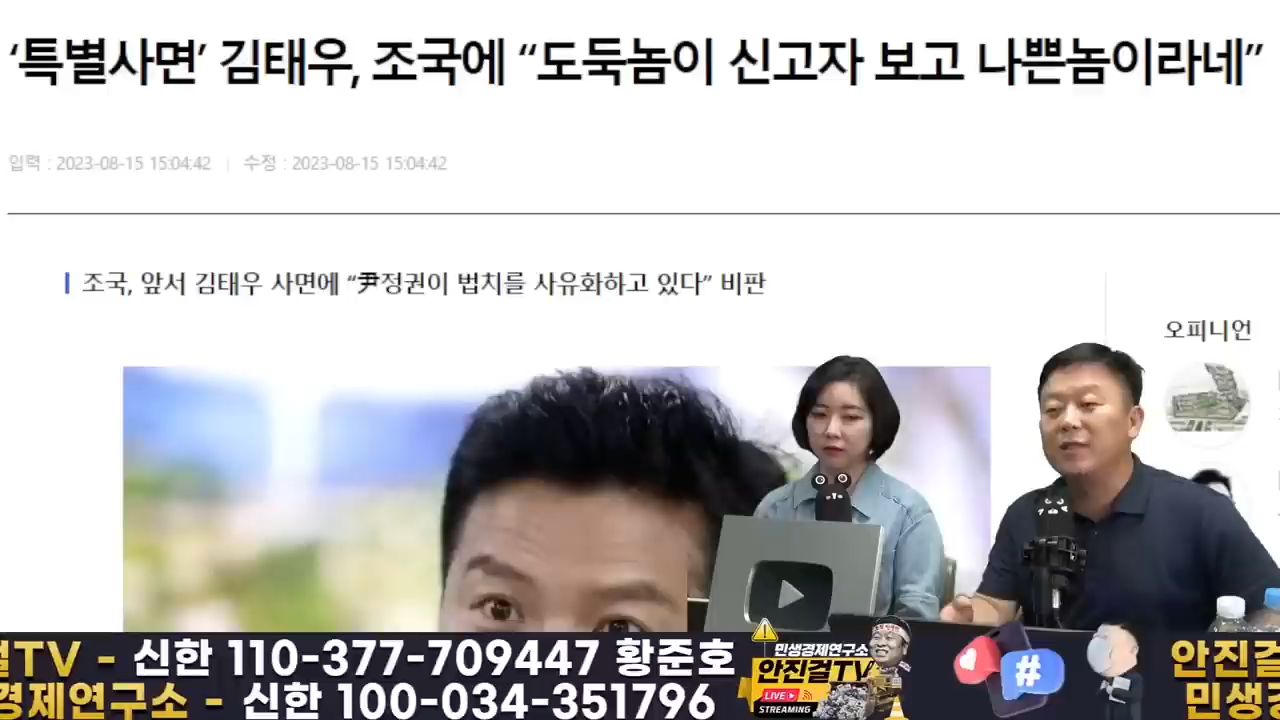 ‘특별사면’ 김태우, 조국에 “도둑놈이 신고자 보고 나쁜놈이라네”
입력 : 2023-08-15 15:04:42 | 수정 : 2023-08-15 15:04:42
조국, 앞서 김태우 사면에 “尹정권이 법치를 사유화하고 있다” 비판
오피니언
걸TV - 신한 110-377-709447 황준호
경제연구소 - 신한 100-034-351796
민생경제연구소
안진걸TV
LIVE
STREAMING
#
안진걸
민생경